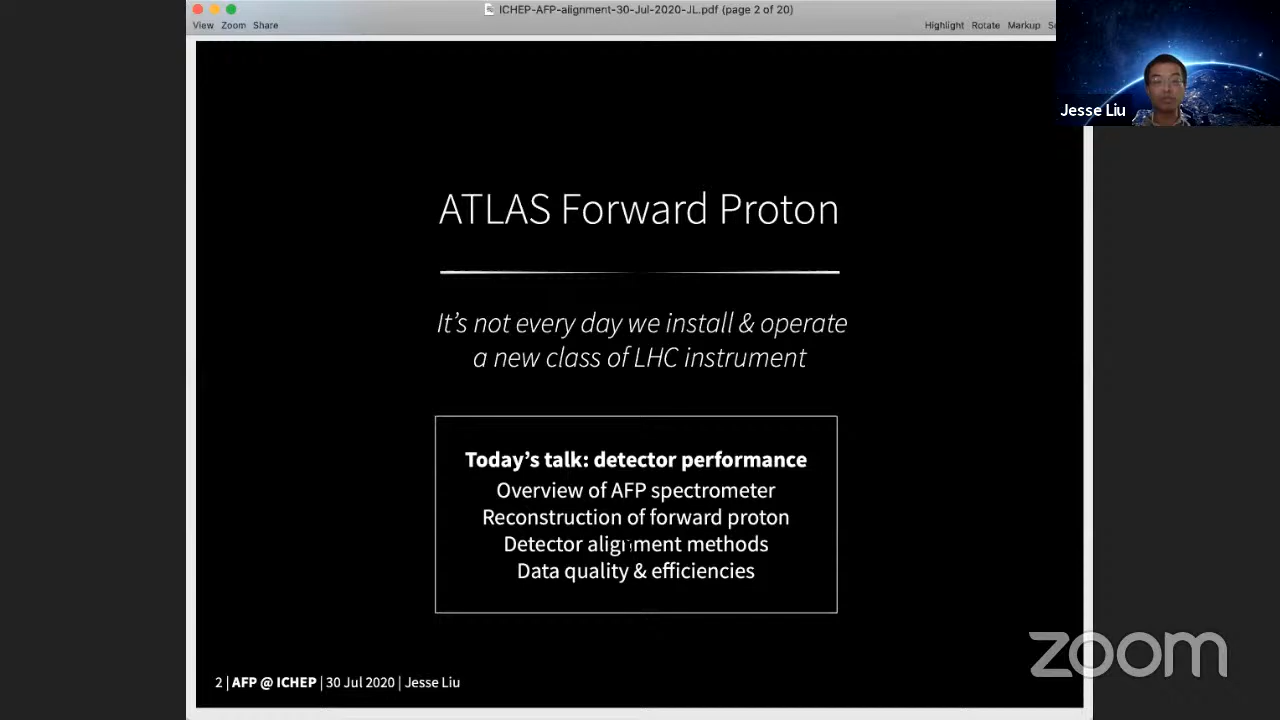 ICHEP-AFP-alignment-30-Jul-2020-JL.pdf (page 2 of 20)
View Zoom Share
Highlight Rotate Markup
Jesse Liu
ATLAS Forward Proton
It's not every day we install & operate
a new class of LHC instrument
Today's talk: detector performance
Overview of AFP spectrometer
Reconstruction of forward proton
Detector alignment methods
Data quality & efficiencies
2 | AFP @ ICHEP | 30 Jul 2020 | Jesse Liu
zoom